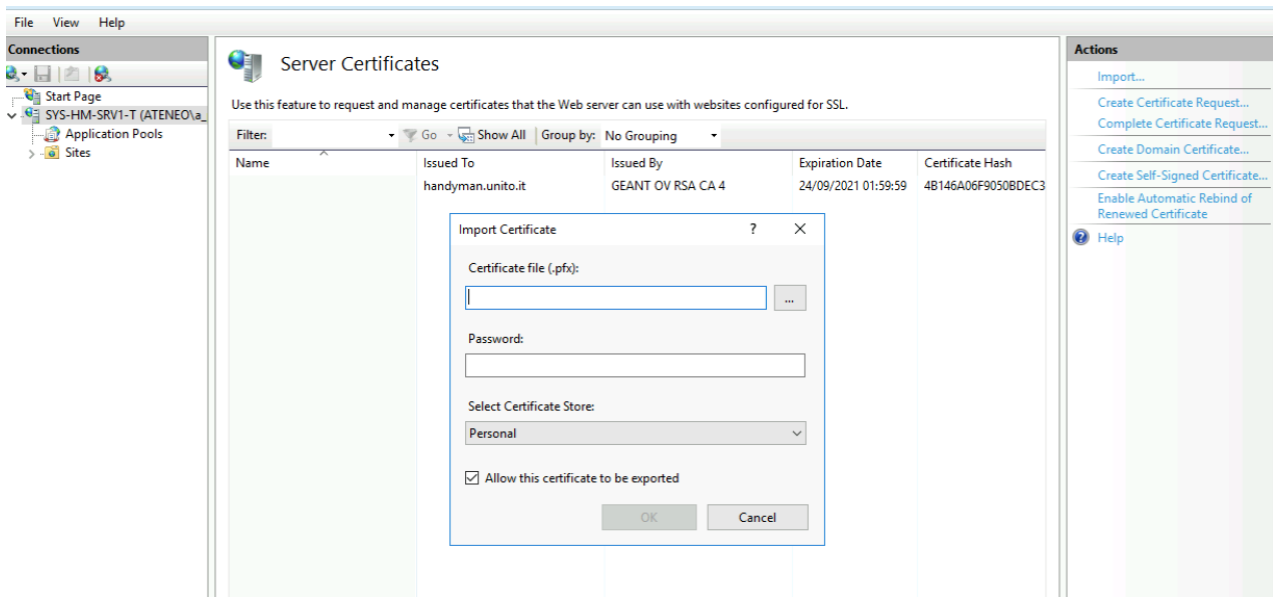 File View Help
Connections
Start Page
SYS-HM-SRV1-T (ATENEO\a_
Application Pools
Sites
Server Certificates
Use this feature to request and manage certificates that the Web server can use with websites configured for SSL.
Filter: Go Show All Group by: No Grouping
Name Issued To Issued By Expiration Date Certificate Hash
handyman.unito.it GEANT OV RSA CA 4 24/09/2021 01:59:59 4B146A06F9050BDEC3
Import Certificate ? X
Certificate file (.pfx):
...
Password:
Select Certificate Store:
Personal
Allow this certificate to be exported
OK Cancel
Actions
Import...
Create Certificate Request...
Complete Certificate Request...
Create Domain Certificate...
Create Self-Signed Certificate...
Enable Automatic Rebind of
Renewed Certificate
Help